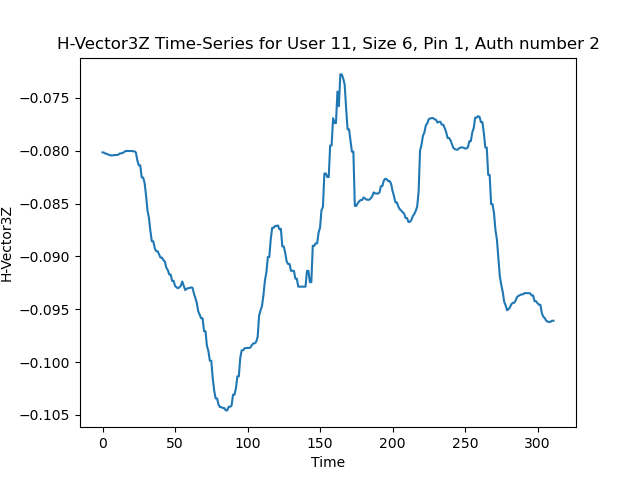 H-Vector3Z Time-Series for User 11, Size 6, Pin 1, Auth number 2
H-Vector3Z
−0.075
−0.080
−0.085
−0.090
−0.095
−0.100
−0.105
0 50 100 150 200 250 300
Time